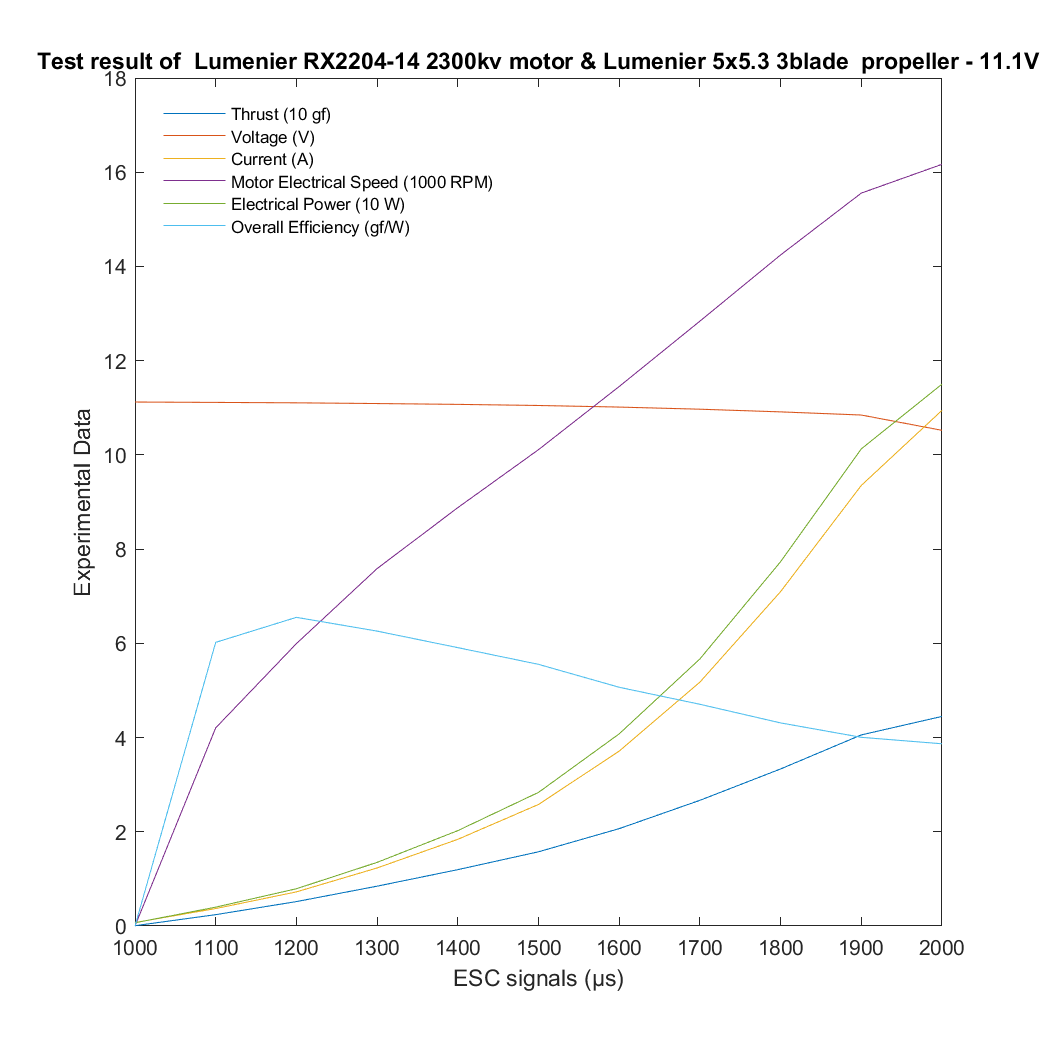 Test result of  Lumenier RX2204-14 2300kv motor & Lumenier 5x5.3 3blade  propeller - 11.1V
18
Thrust (10 gf)
Voltage (V)
Current (A)
Motor Electrical Speed (1000 RPM)
Electrical Power (10 W)
Overall Efficiency (gf/W)
16
14
12
10
8
6
4
2
0
Experimental Data
1000 1100 1200 1300 1400 1500 1600 1700 1800 1900 2000
ESC signals (µs)